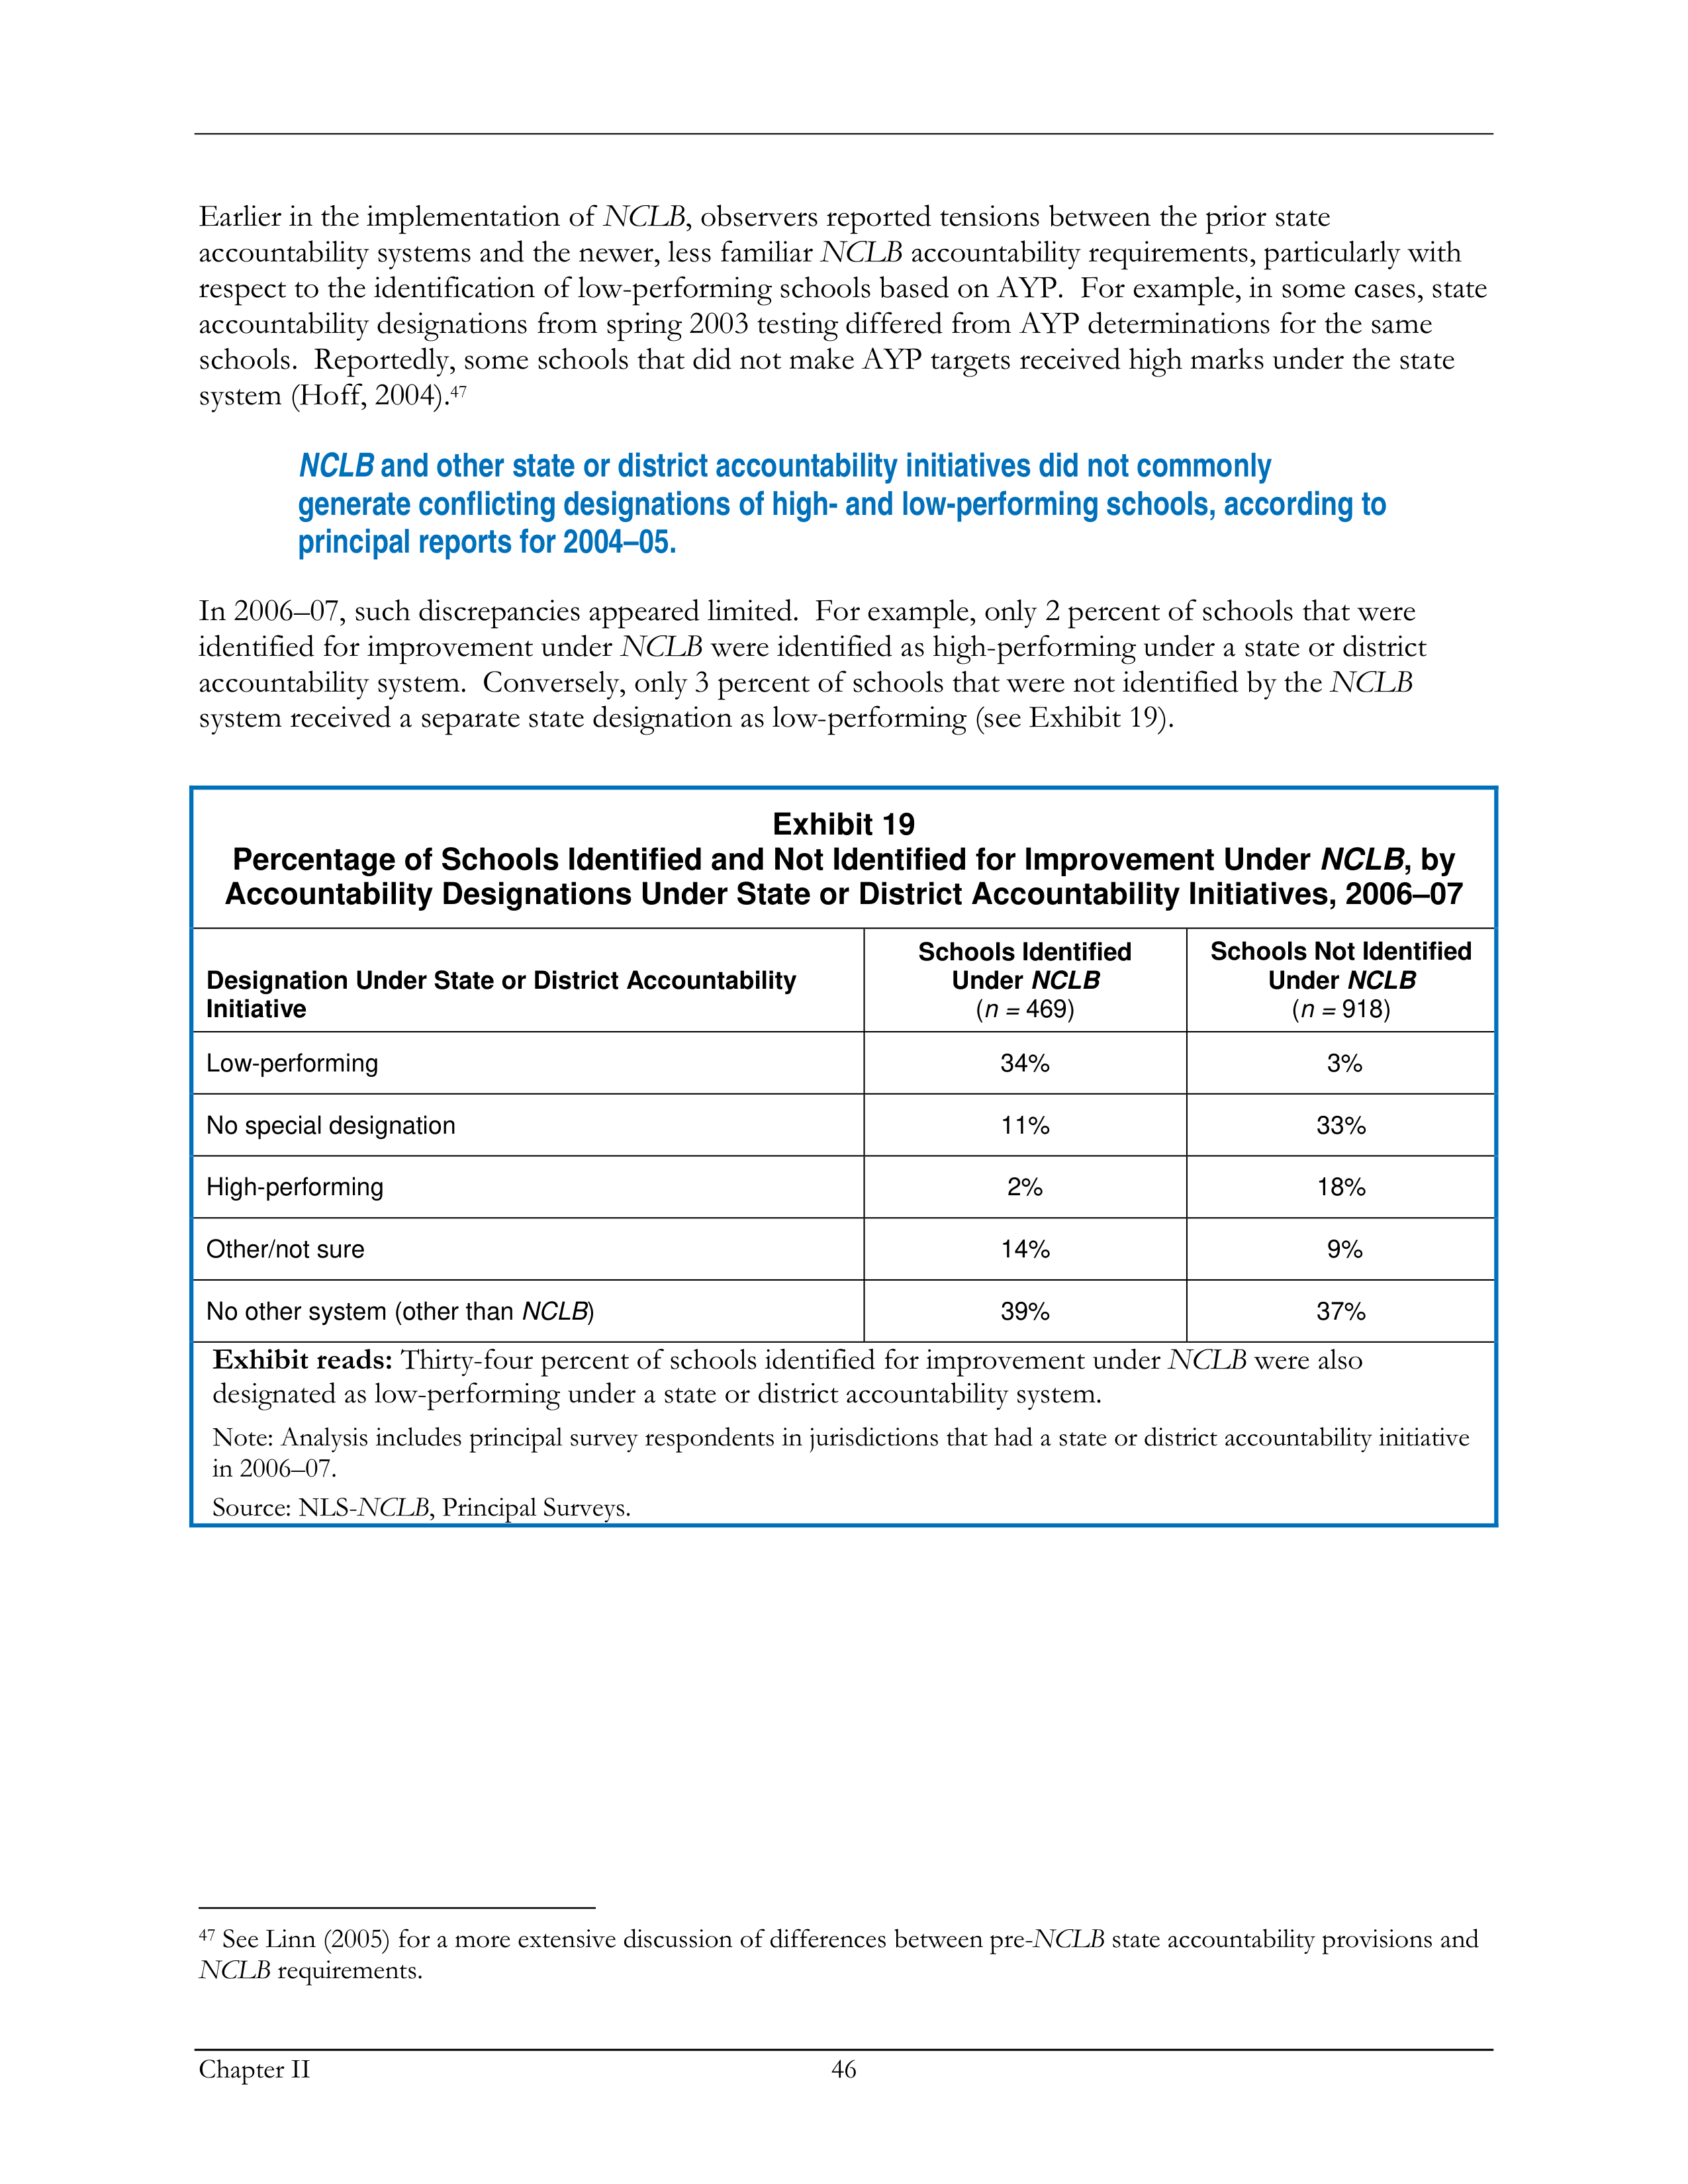 Earlier in the implementation of NCLB, observers reported tensions between the prior state
accountability systems and the newer, less familiar NCLB accountability requirements, particularly with
respect to the identification of low-performing schools based on AYP.  For example, in some cases, state
accountability designations from spring 2003 testing differed from AYP determinations for the same
schools.  Reportedly, some schools that did not make AYP targets received high marks under the state
system (Hoff, 2004).47
NCLB and other state or district accountability initiatives did not commonly
generate conflicting designations of high- and low-performing schools, according to
principal reports for 2004–05.
In 2006–07, such discrepancies appeared limited.  For example, only 2 percent of schools that were
identified for improvement under NCLB were identified as high-performing under a state or district
accountability system.  Conversely, only 3 percent of schools that were not identified by the NCLB
system received a separate state designation as low-performing (see Exhibit 19).
Exhibit 19
Percentage of Schools Identified and Not Identified for Improvement Under NCLB, by
Accountability Designations Under State or District Accountability Initiatives, 2006–07
Designation Under State or District Accountability
Initiative
Schools Identified
Under NCLB
(n = 469)
Schools Not Identified
Under NCLB
(n = 918)
Low-performing 34% 3%
No special designation 11% 33%
High-performing 2% 18%
Other/not sure 14% 9%
No other system (other than NCLB) 39% 37%
Exhibit reads: Thirty-four percent of schools identified for improvement under NCLB were also
designated as low-performing under a state or district accountability system.
Note: Analysis includes principal survey respondents in jurisdictions that had a state or district accountability initiative
in 2006–07.
Source: NLS-NCLB, Principal Surveys.
47 See Linn (2005) for a more extensive discussion of differences between pre-NCLB state accountability provisions and
NCLB requirements.
Chapter II 46